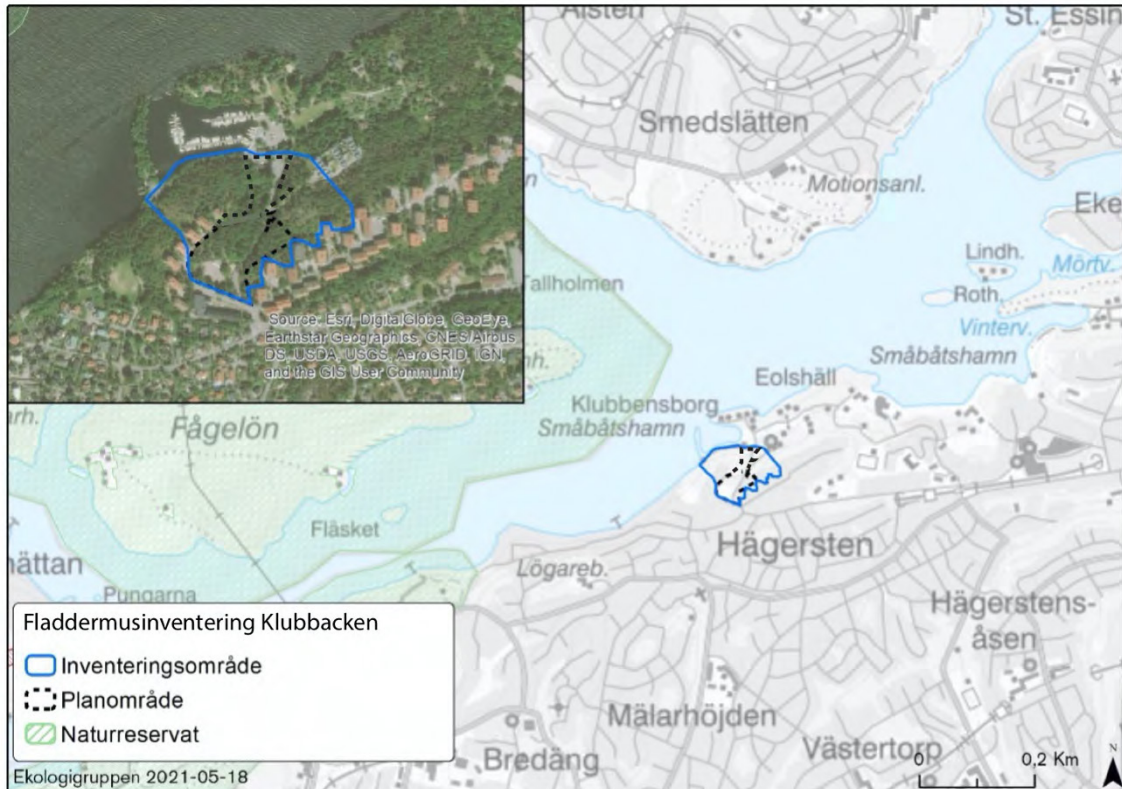 Source: Esri, DigitalGlobe, GeoEye,
Earthstar Geographics, CNES/Airbus
DS, USDA, USGS, AeroGRID, IGN,
and the GIS User Community
St. Essin
Smedslätten
Motionsanl.
Eke
Lindh.
Mörtv.
Roth.
Tallholmen
Vinterv.
Småbåtshamn
Eolshäll
Klubbensborg
Småbåtshamn
Fågelön
Fläsket
Hägersten
Lögareb.
Pungarna
Hägerstens-
åsen
Mälarhöjden
Bredäng
Västertorp
Fladdermusinventering Klubbacken
Inventeringsområde
Planområde
Naturreservat
Ekologigruppen 2021-05-18
0
0,2 Km
N